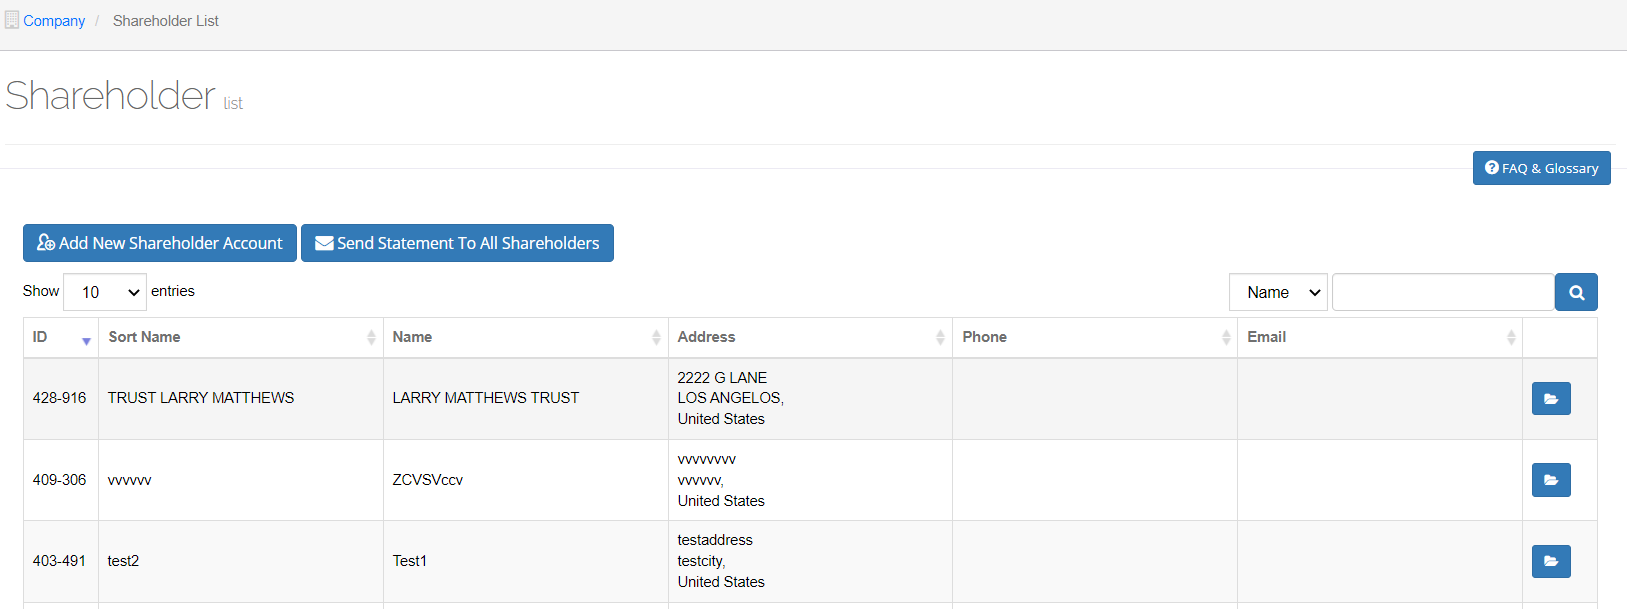 Company / Shareholder List
Shareholder list
FAQ & Glossary
Add New Shareholder Account Send Statement To All Shareholders
Show 10 entries Name
ID Sort Name Name Address Phone Email
428-916 TRUST LARRY MATTHEWS LARRY MATTHEWS TRUST 2222 G LANE
LOS ANGELOS,
United States
409-306 vvvvvv ZCVSVccv vvvvvvvv
vvvvvv,
United States
403-491 test2 Test1 testaddress
testcity,
United States